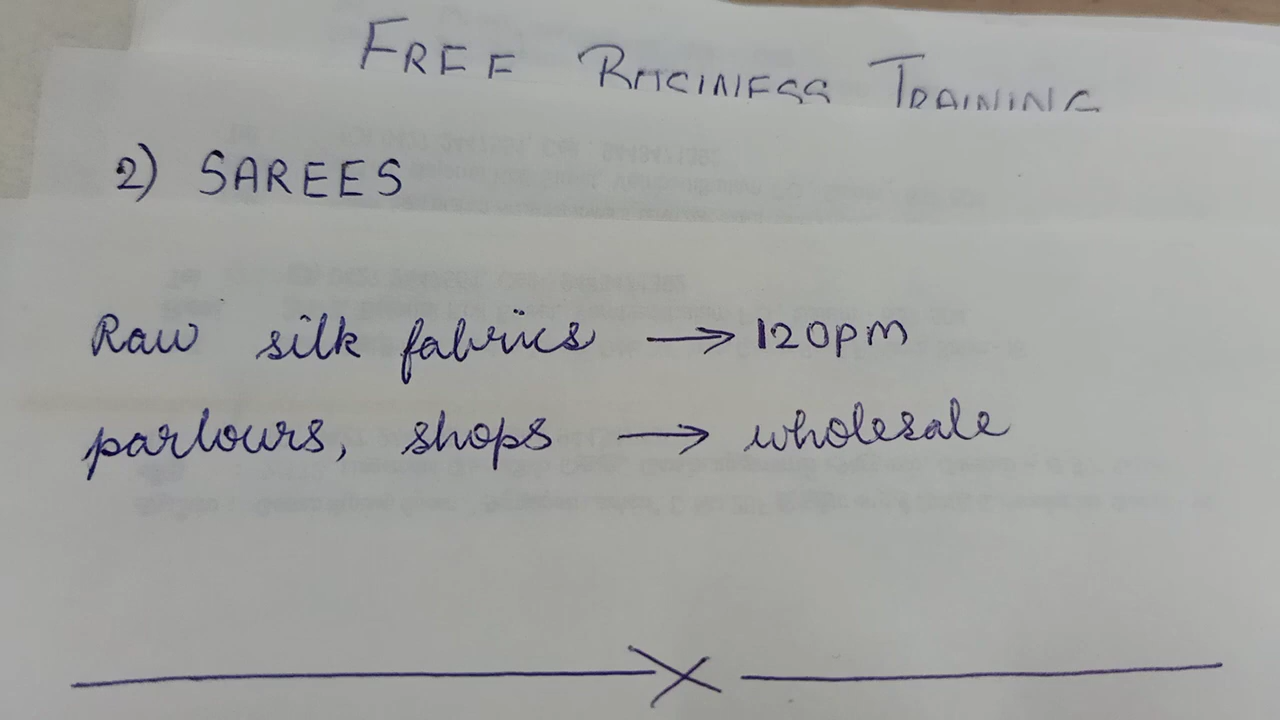 FREE BUSINESS TRAINING
2) SAREES
Raw silk fabrics → 120pm
parlours, shops → wholesale